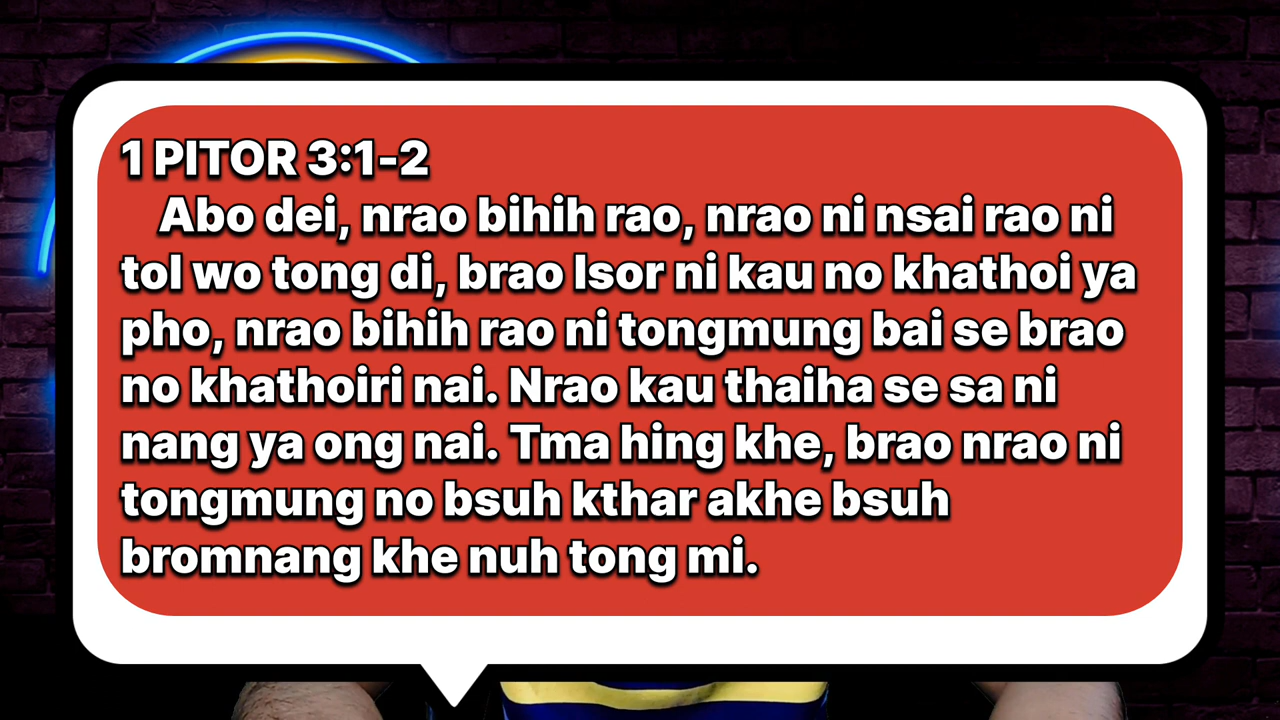 1 PITOR 3:1-2
Abo dei, nrao bihih rao, nrao ni nsai rao ni
tol wo tong di, brao Isor ni kau no khathoi ya
pho, nrao bihih rao ni tongmung bai se brao
no khathoiri nai. Nrao kau thaiha se sa ni
nang ya ong nai. Tma hing khe, brao nrao ni
tongmung no bsuh kthar akhe bsuh
bromnang khe nuh tong mi.